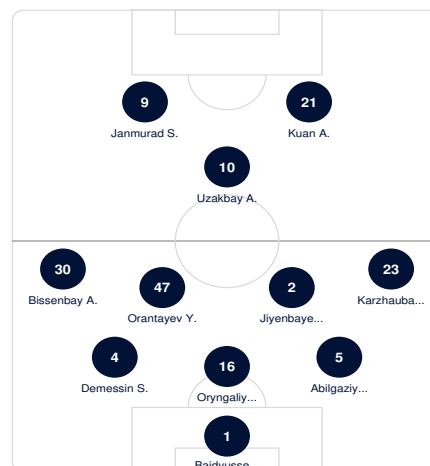 9
21
Janmurad S.
Kuan A.
10
Uzakbay A.
30
23
47
2
Bissenbay A.
Karzhauba...
Orantayev Y.
Jiyenbaye...
4
16
5
Demessin S.
Abilgaziy...
Oryngaliy...
1